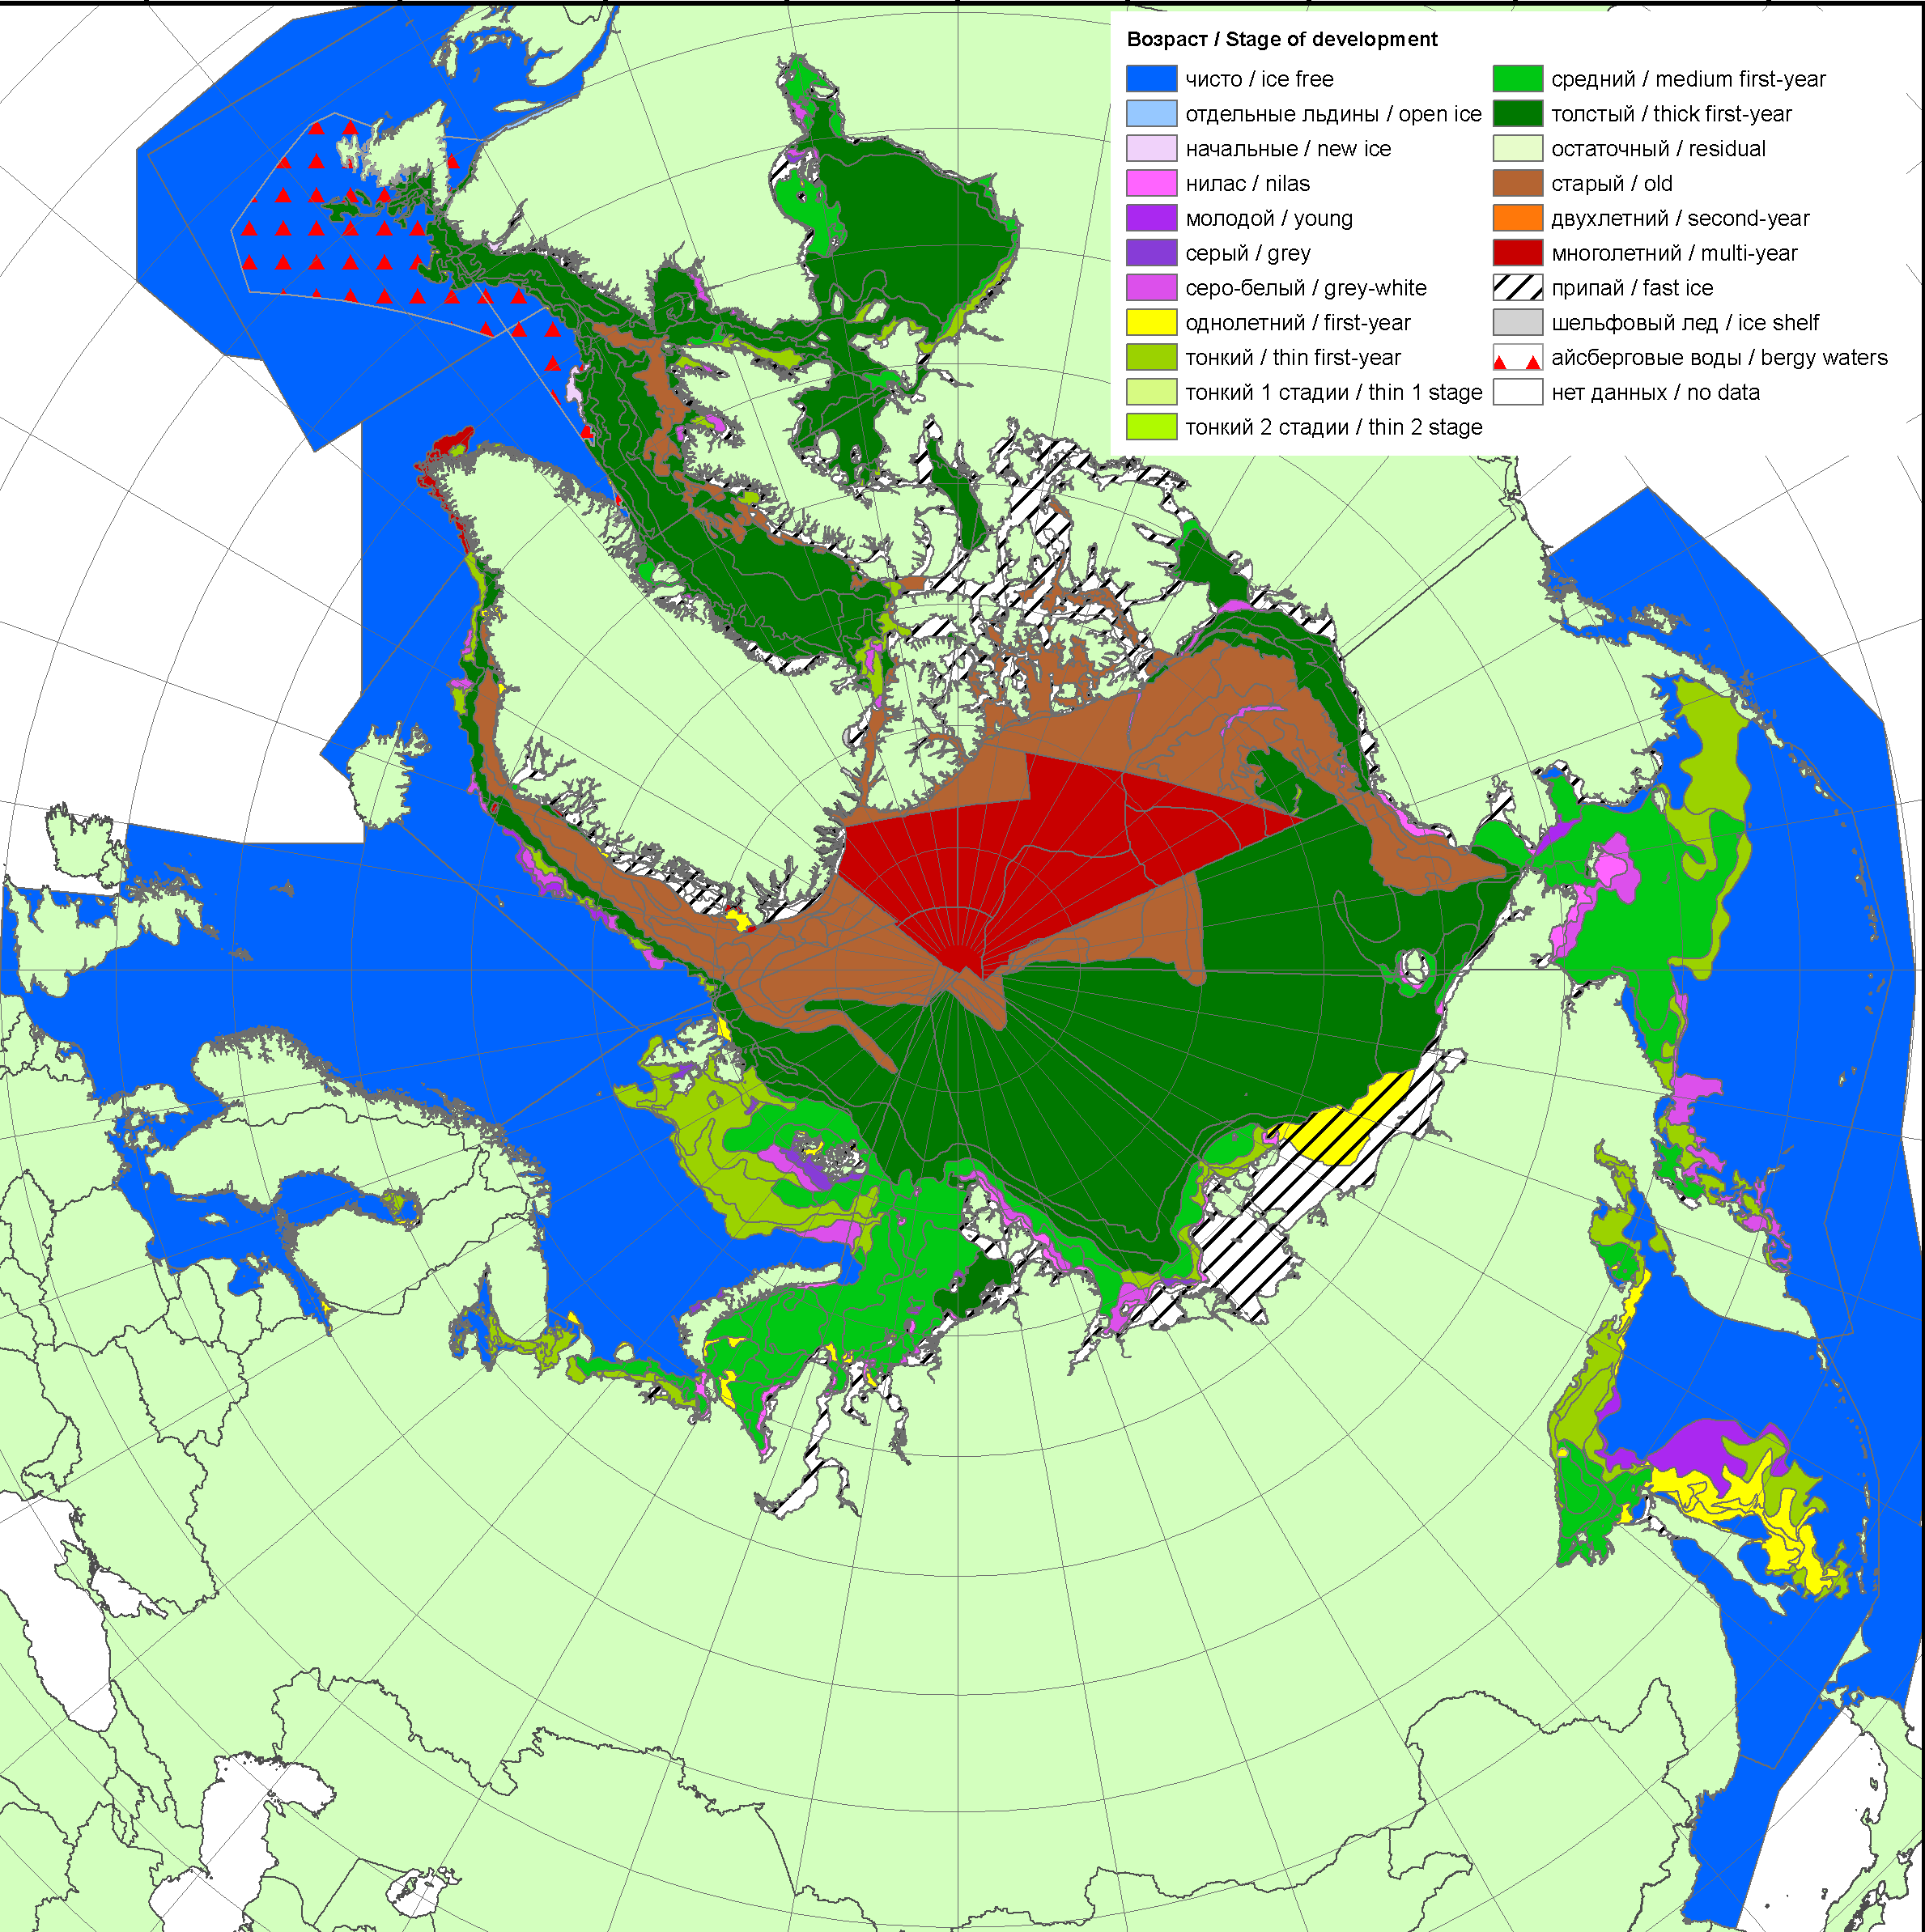 Возраст / Stage of development
чисто / ice free
отдельные льдины / open ice
начальные / new ice
нилас / nilas
молодой / young
серый / grey
серо-белый / grey-white
однолетний / first-year
тонкий / thin first-year
тонкий 1 стадии / thin 1 stage
тонкий 2 стадии / thin 2 stage
средний / medium first-year
толстый / thick first-year
остаточный / residual
старый / old
двухлетний / second-year
многолетний / multi-year
припай / fast ice
шельфовый лед / ice shelf
айсберговые воды / bergy waters
нет данных / no data